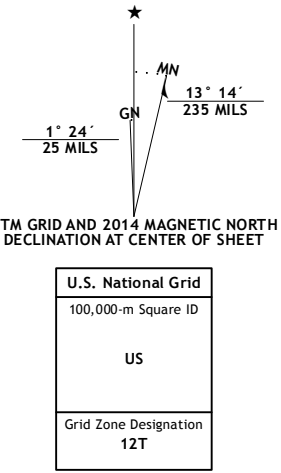 ★
MN
GN
13° 14´
235 MILS
1° 24´
25 MILS
TM GRID AND 2014 MAGNETIC NORTH
DECLINATION AT CENTER OF SHEET
U.S. National Grid
100,000-m Square ID
US
Grid Zone Designation
12T